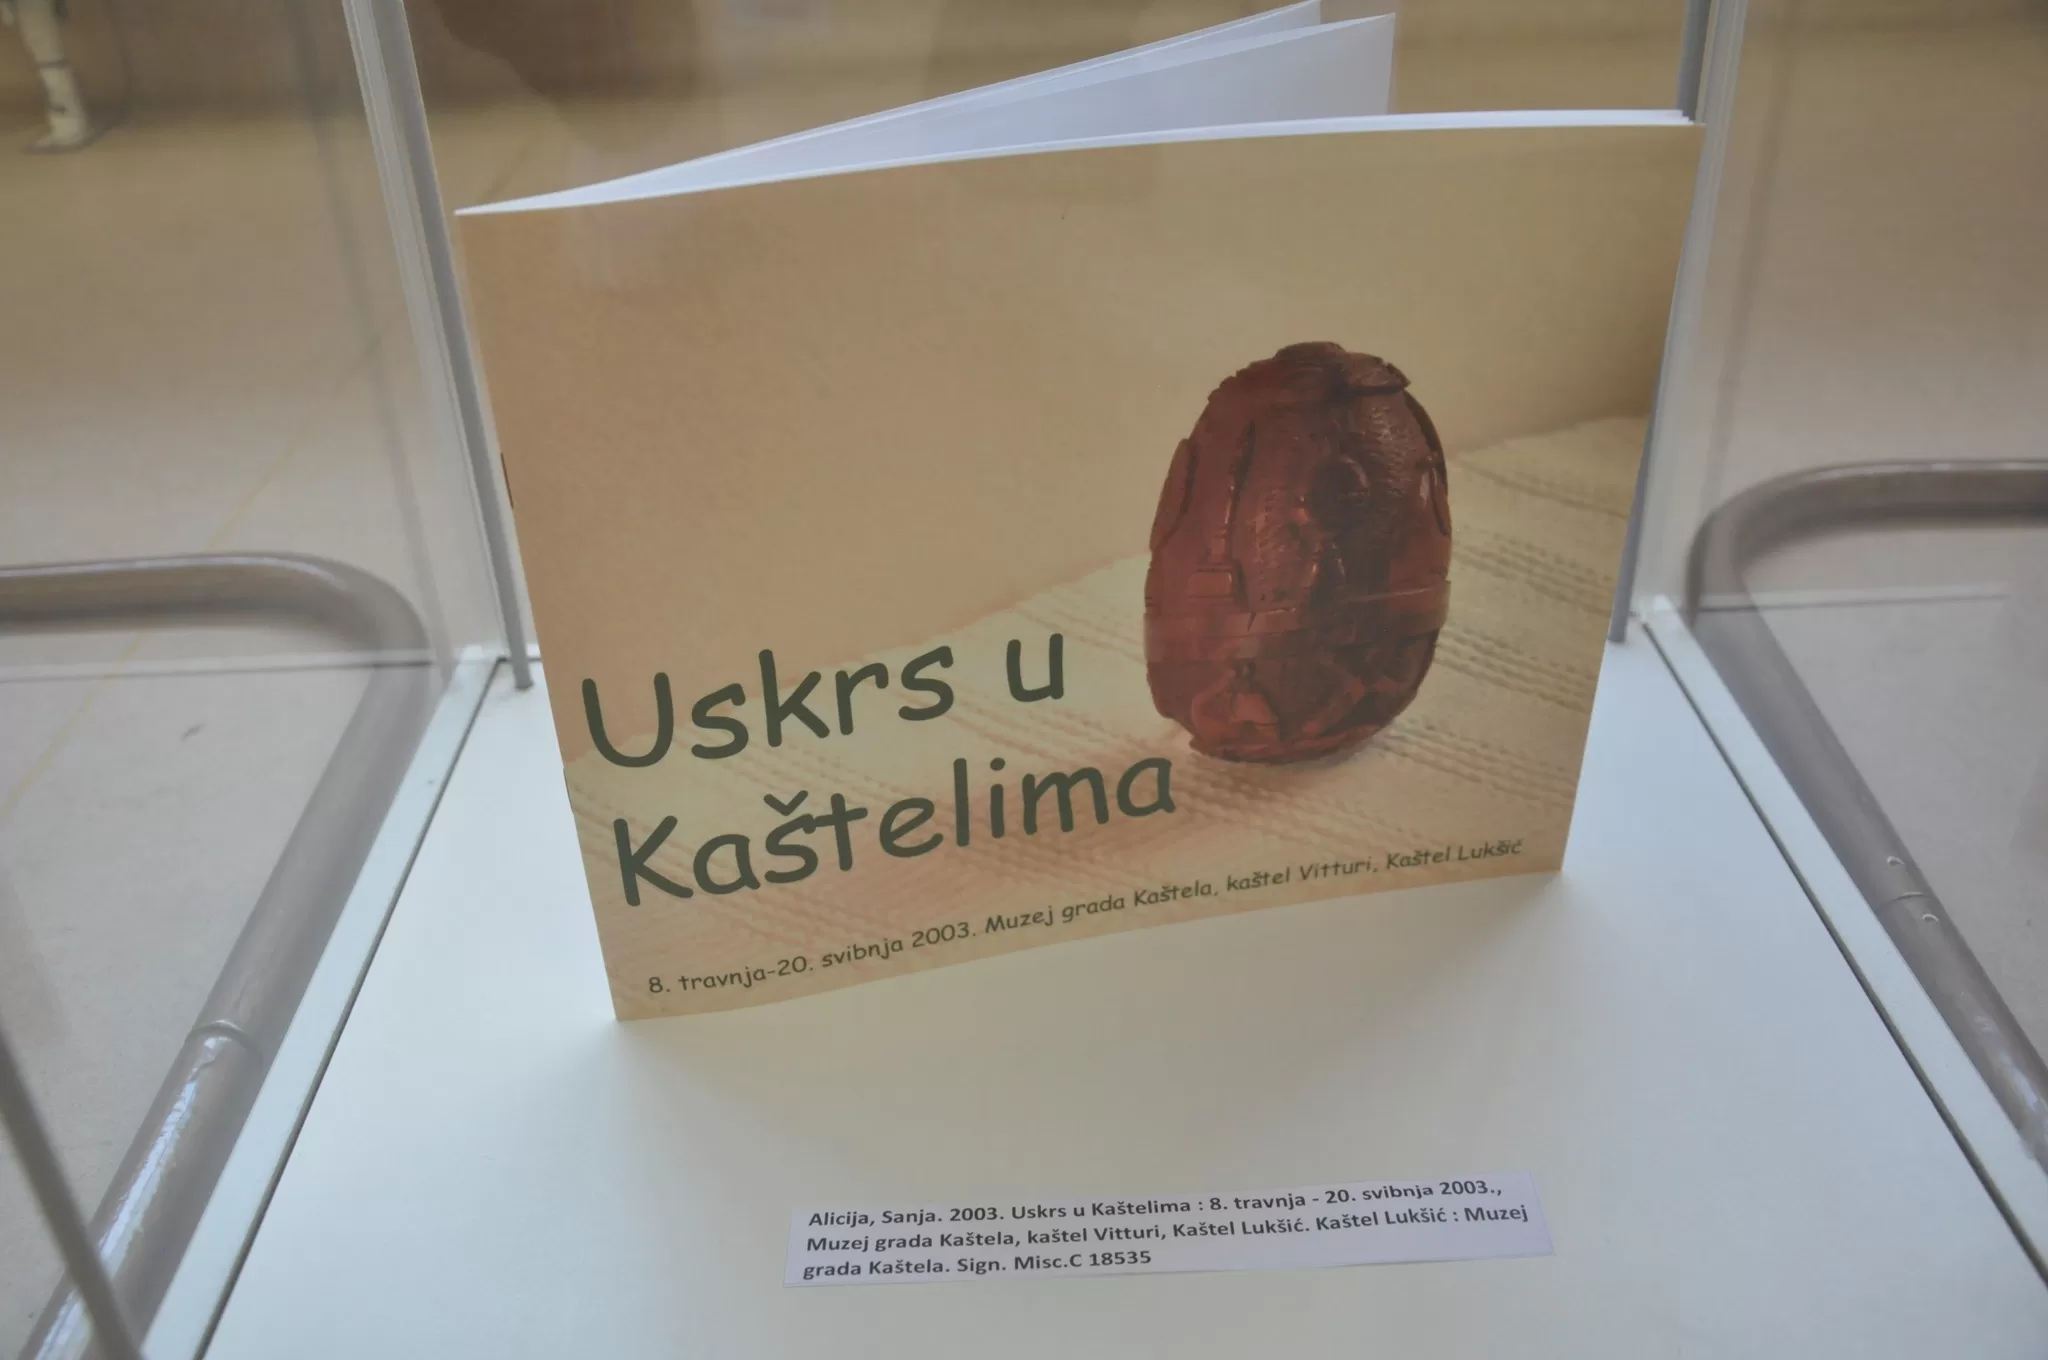 Uskrs u
Kaštelima
8. travnja-20. svibnja 2003. Muzej grada Kaštela, kaštel Vitturi, Kaštel Lukšić
Alicija, Sanja. 2003. Uskrs u Kaštelima : 8. travnja - 20. svibnja 2003.,
Muzej grada Kaštela, kaštel Vitturi, Kaštel Lukšić. Kaštel Lukšić : Muzej
grada Kaštela. Sign. Misc.C 18535